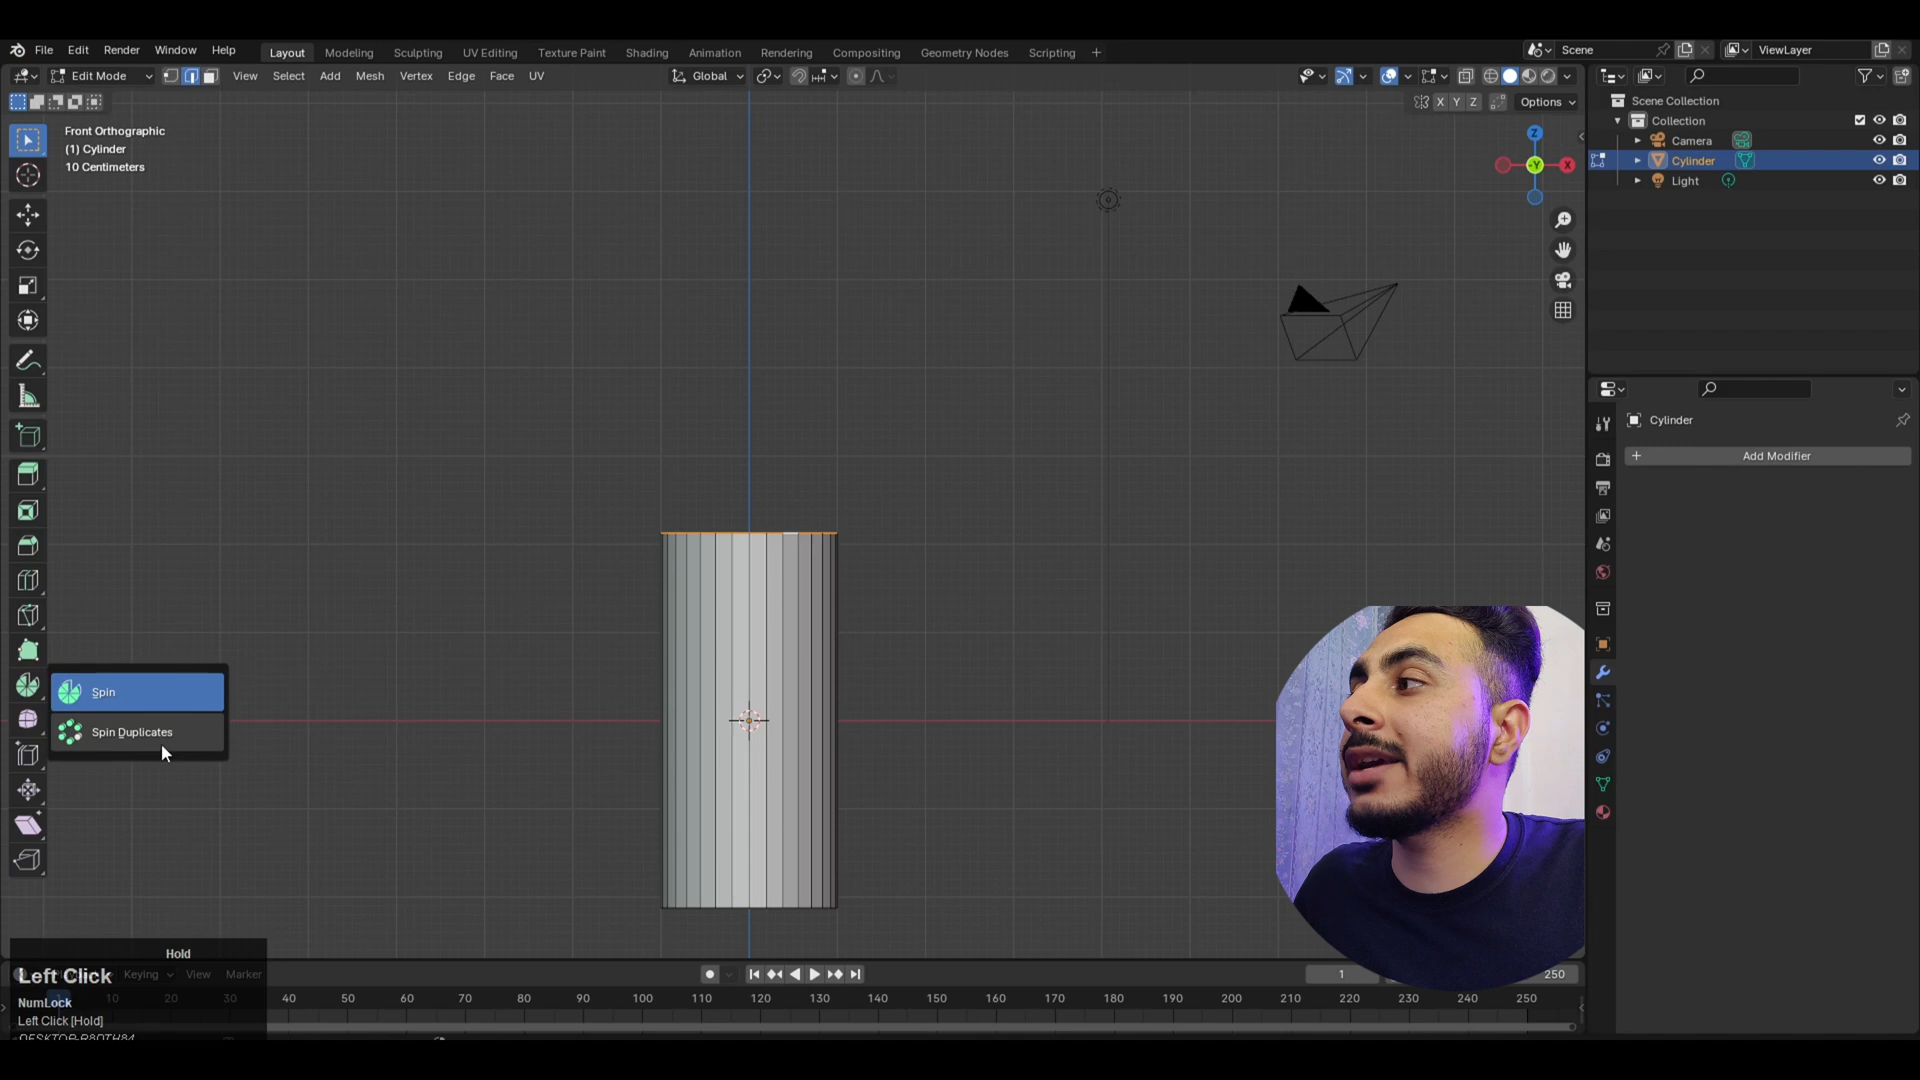 File Edit Render Window Help Layout Modeling Sculpting UV Editing Texture Paint Shading Animation Rendering Compositing Geometry Nodes Scripting + Scene ViewLayer
Edit Mode View Select Add Mesh Vertex Edge Face UV Global
X Y Z Options
Scene Collection
Collection
Camera
Cylinder
Light
Front Orthographic
(1) Cylinder
10 Centimeters
Z
-Y
X
Cylinder
+ Add Modifier
Spin
Spin Duplicates
Hold
Left Click
Keying View Marker
1 250
NumLock
Left Click [Hold]
10 20 30 40 50 60 70 80 90 100 110 120 130 140 150 160 170 180 190 200 210 220 230 240 250